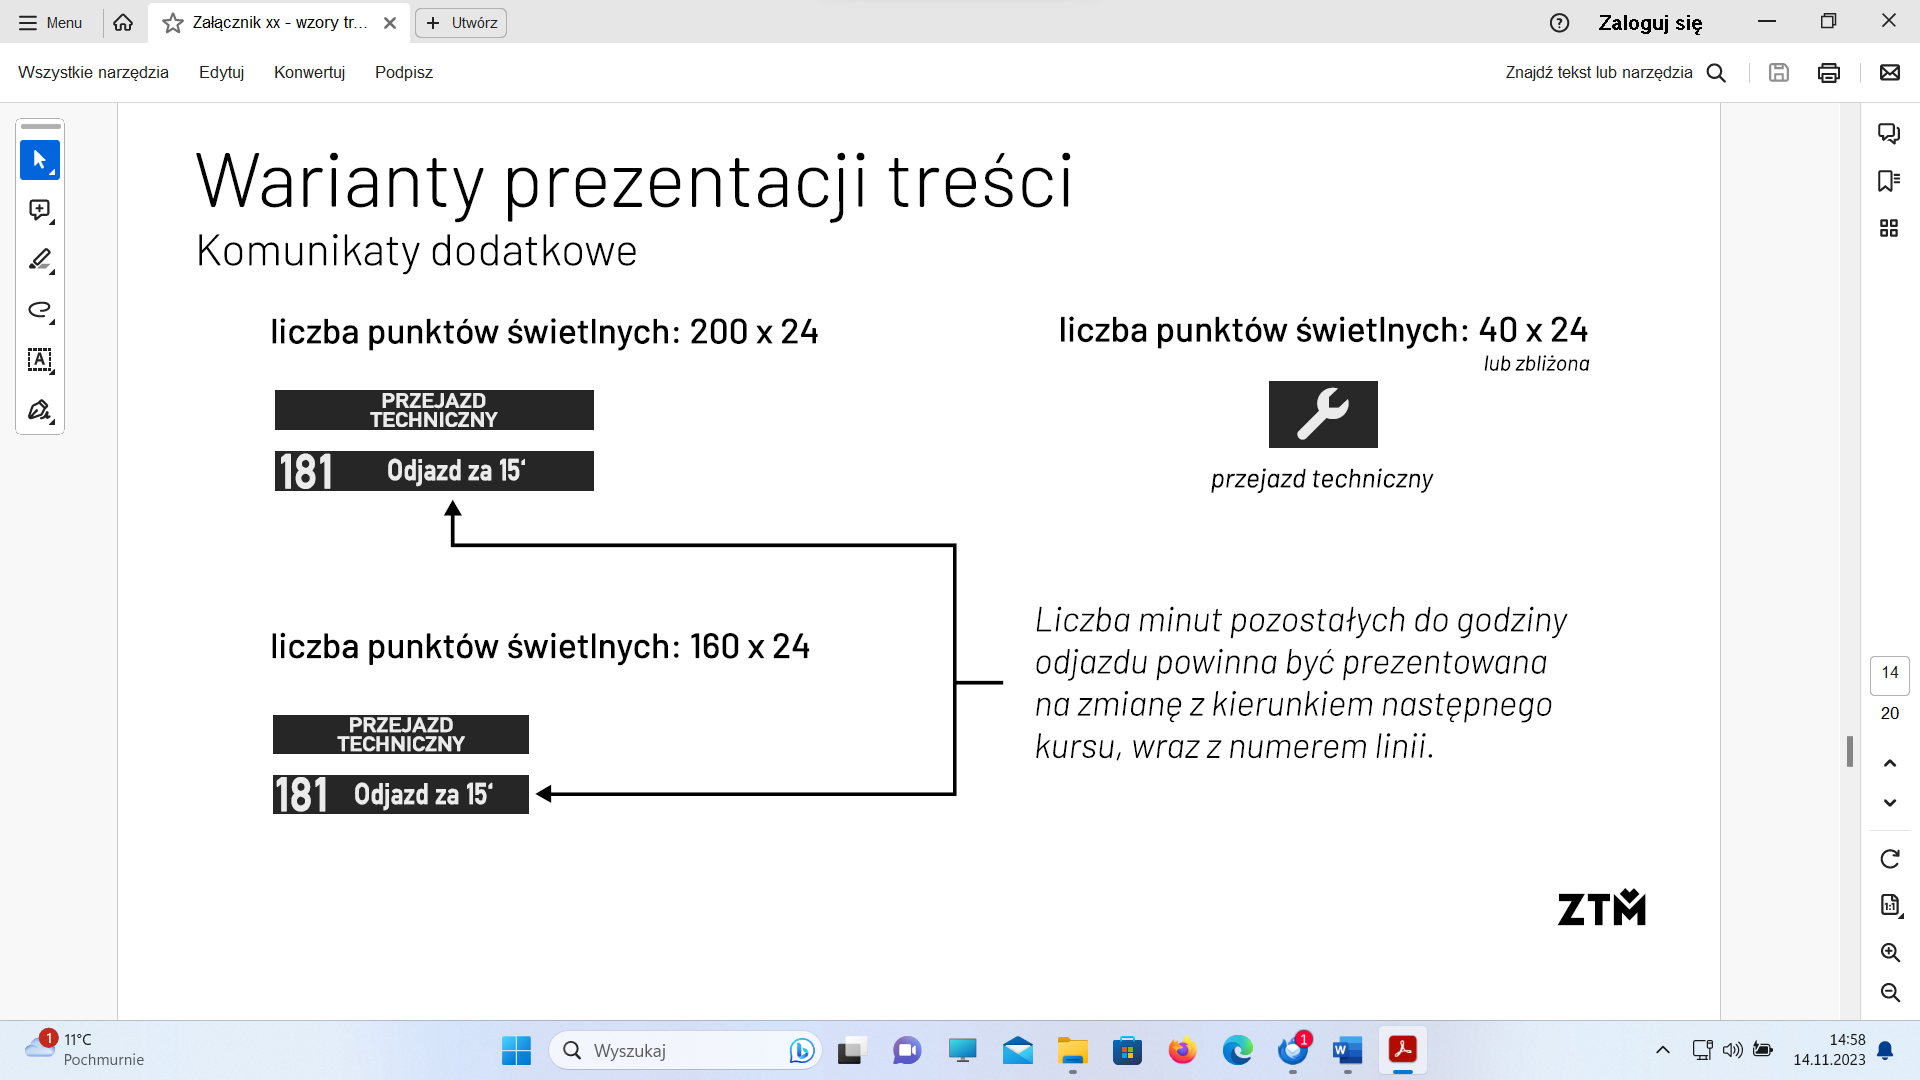 Menu
Załącznik xx - wzory tr...
Utwórz
Zaloguj się
Wszystkie narzędzia
Edytuj
Konwertuj
Podpisz
Znajdź tekst lub narzędzia
Warianty prezentacji treści
Komunikaty dodatkowe
liczba punktów świetlnych: 200 x 24
PRZEJAZD
TECHNICZNY
181 Odjazd za 15'
liczba punktów świetlnych: 40 x 24
lub zbliżona
przejazd techniczny
liczba punktów świetlnych: 160 x 24
PRZEJAZD
TECHNICZNY
181 Odjazd za 15'
Liczba minut pozostałych do godziny
odjazdu powinna być prezentowana
na zmianę z kierunkiem następnego
kursu, wraz z numerem linii.
ZTM
14
20
1:1
1
11°C
Pochmurnie
Wyszukaj
1
14:58
14.11.2023